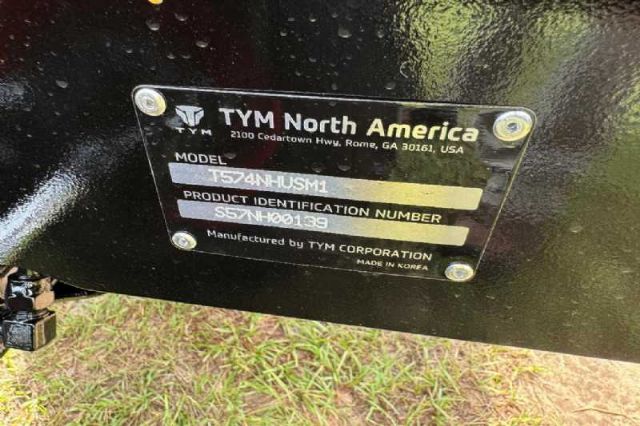 TYM
TYM North America
2100 Cedartown Hwy, Rome, GA 30161, USA
MODEL
T574NHUSM1
PRODUCT IDENTIFICATION NUMBER
S57NH00139
Manufactured by TYM CORPORATION
MADE IN KOREA